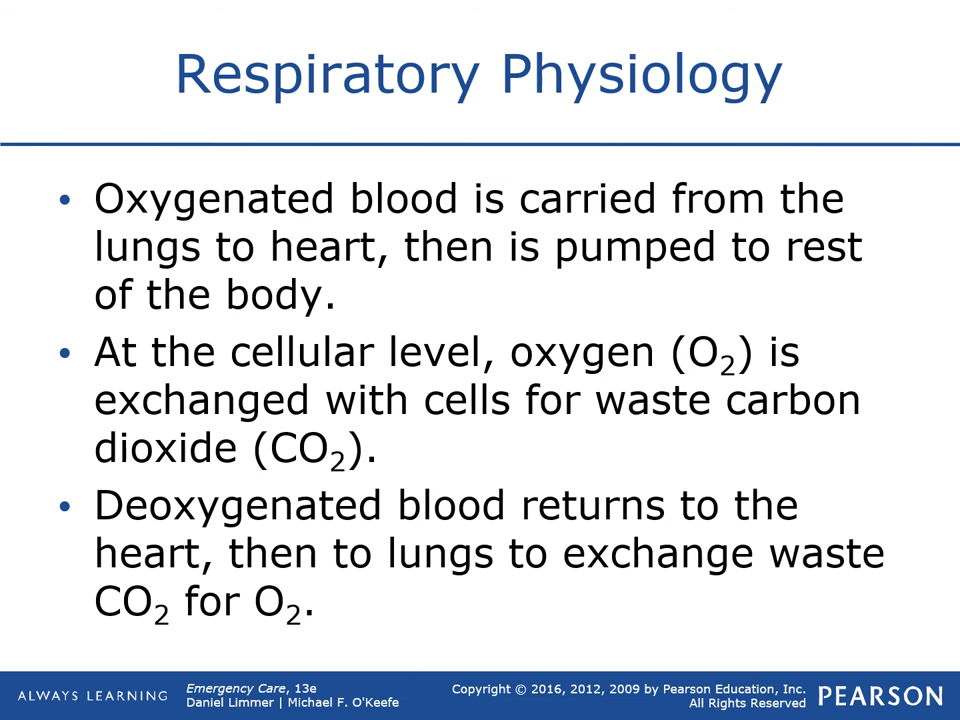 Respiratory Physiology
• Oxygenated blood is carried from the
lungs to heart, then is pumped to rest
of the body.
• At the cellular level, oxygen (O₂) is
exchanged with cells for waste carbon
dioxide (CO₂).
• Deoxygenated blood returns to the
heart, then to lungs to exchange waste
CO₂ for O₂.
ALWAYS LEARNING
Emergency Care, 13e
Daniel Limmer | Michael F. O'Keefe
Copyright © 2016, 2012, 2009 by Pearson Education, Inc.
All Rights Reserved
PEARSON